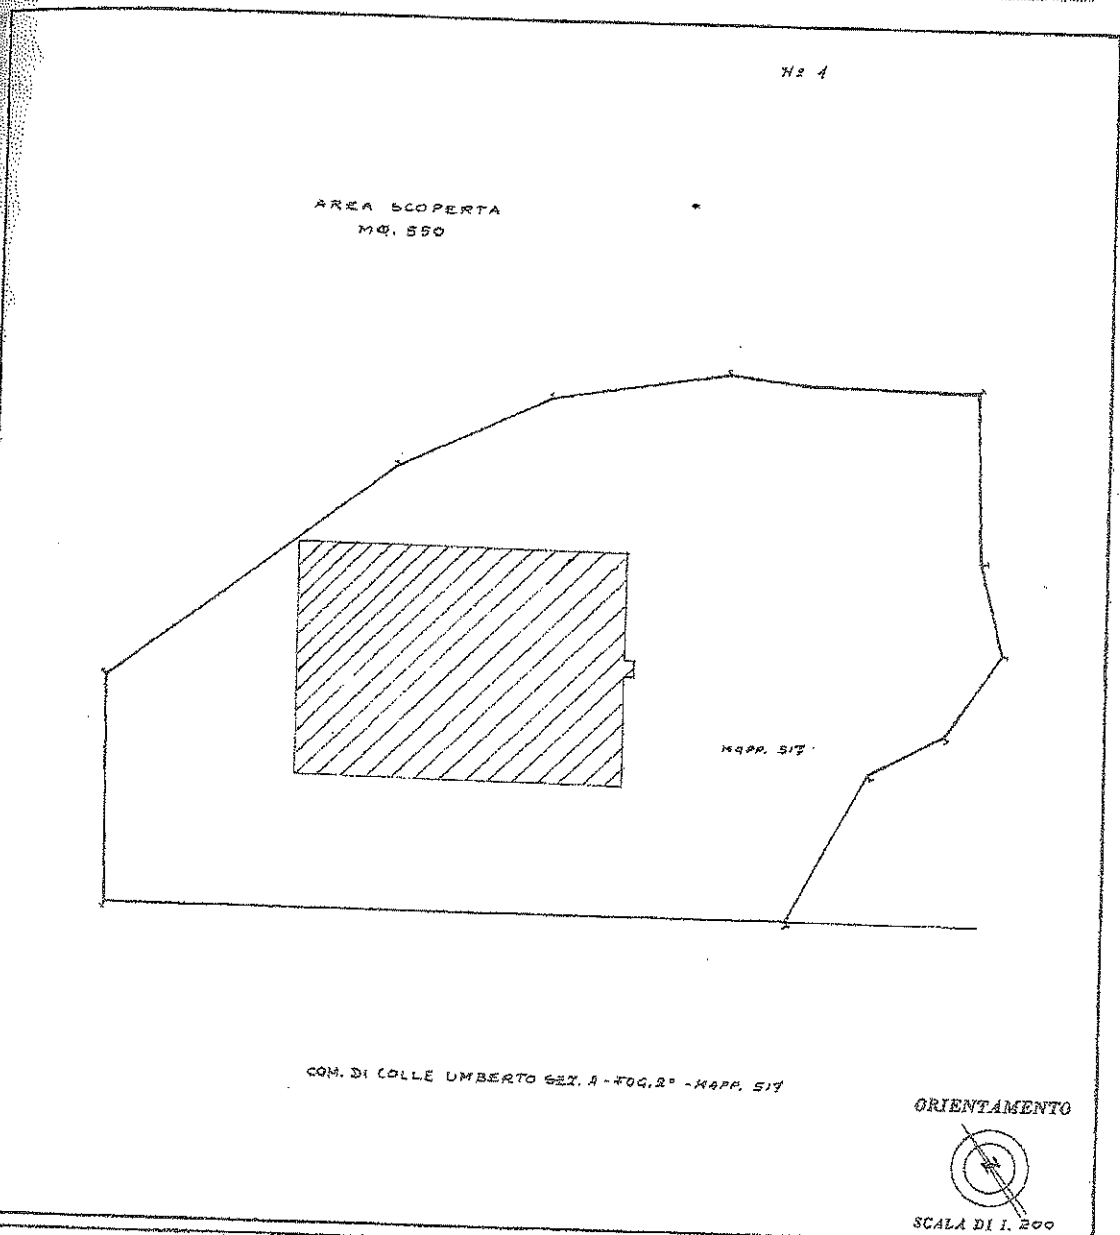 Nº 1
AREA SCOPERTA
MQ. 550
MAPP. 517
COM. DI COLLE UMBERTO SEZ. A - FOG. 2° - MAPP. 517
ORIENTAMENTO
N
SCALA DI 1. 200